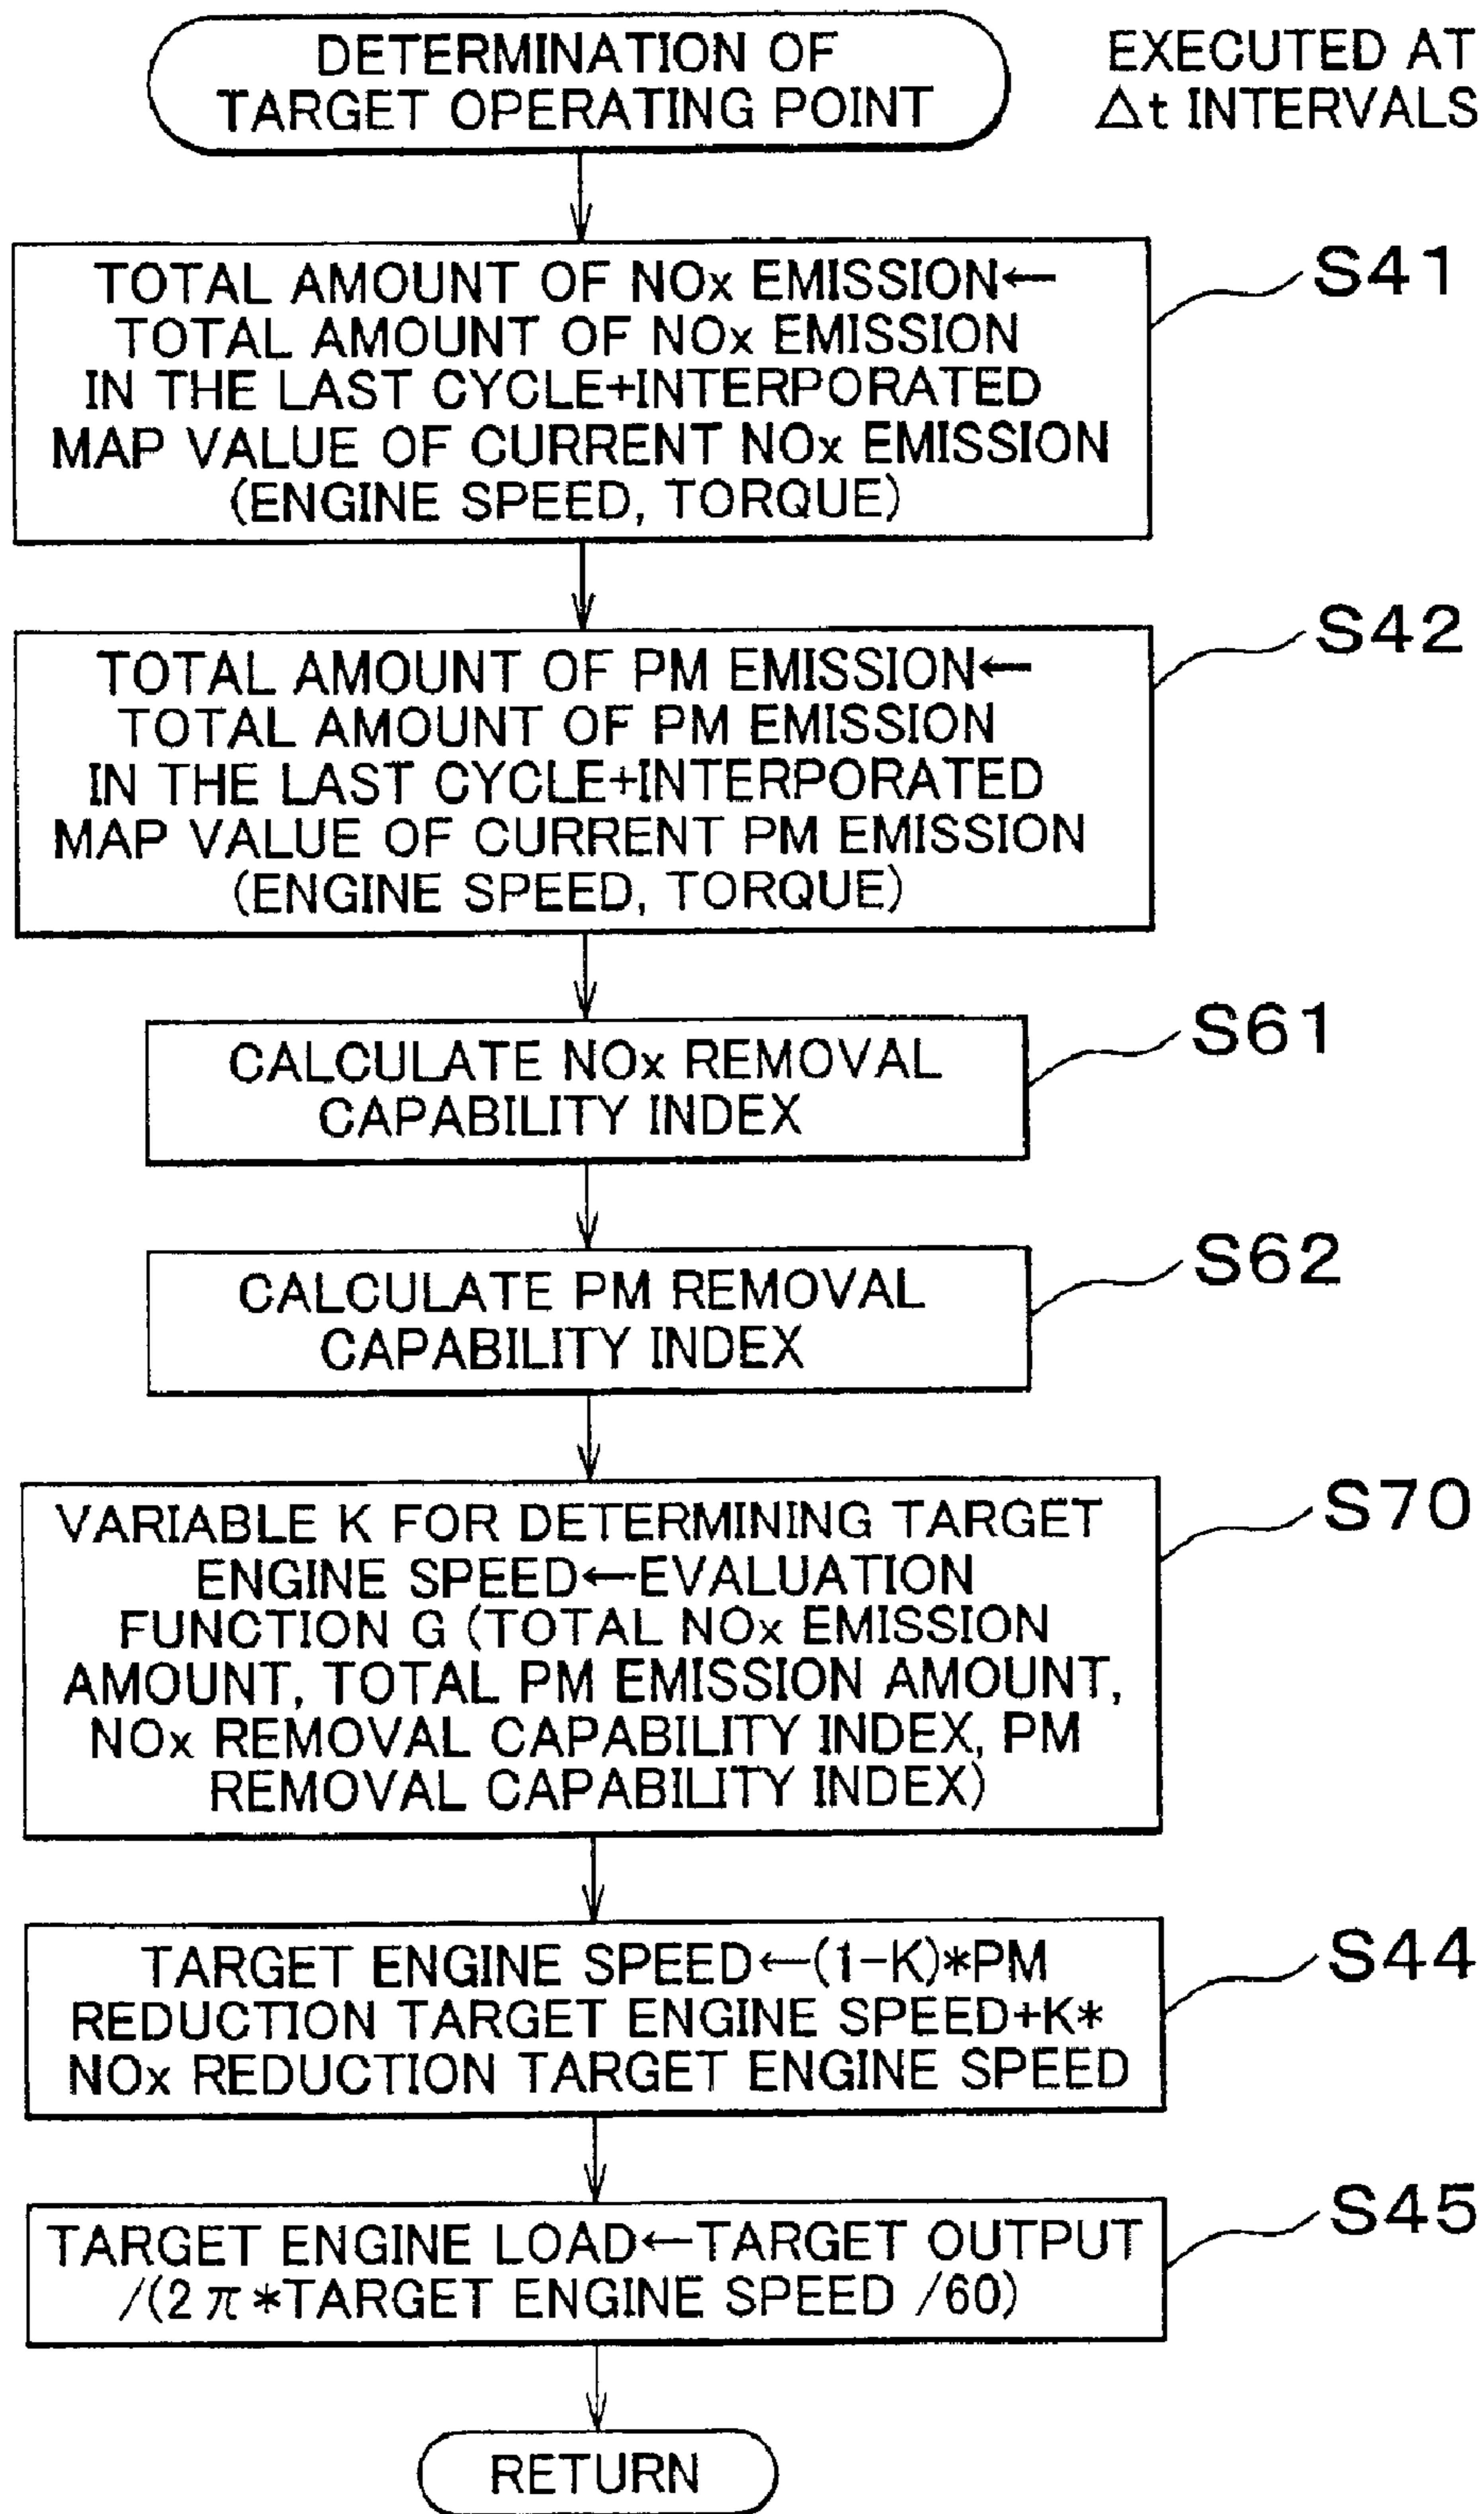 DETERMINATION OF
TARGET OPERATING POINT
EXECUTED AT
Δt INTERVALS
TOTAL AMOUNT OF NOx EMISSION←
TOTAL AMOUNT OF NOx EMISSION
IN THE LAST CYCLE+INTERPORATED
MAP VALUE OF CURRENT NOx EMISSION
(ENGINE SPEED, TORQUE)
S41
TOTAL AMOUNT OF PM EMISSION←
TOTAL AMOUNT OF PM EMISSION
IN THE LAST CYCLE+INTERPORATED
MAP VALUE OF CURRENT PM EMISSION
(ENGINE SPEED, TORQUE)
S42
CALCULATE NOx REMOVAL
CAPABILITY INDEX
S61
CALCULATE PM REMOVAL
CAPABILITY INDEX
S62
VARIABLE K FOR DETERMINING TARGET
ENGINE SPEED←EVALUATION
FUNCTION G (TOTAL NOx EMISSION
AMOUNT, TOTAL PM EMISSION AMOUNT,
NOx REMOVAL CAPABILITY INDEX, PM
REMOVAL CAPABILITY INDEX)
S70
TARGET ENGINE SPEED←(1-K)*PM
REDUCTION TARGET ENGINE SPEED+K*
NOx REDUCTION TARGET ENGINE SPEED
S44
TARGET ENGINE LOAD←TARGET OUTPUT
/(2π*TARGET ENGINE SPEED /60)
S45
RETURN